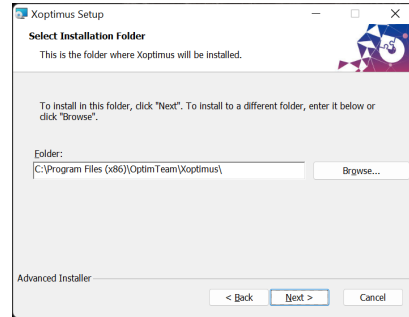 Xoptimus Setup
Select Installation Folder
This is the folder where Xoptimus will be installed.
To install in this folder, click "Next". To install to a different folder, enter it below or
click "Browse".
Folder:
C:\Program Files (x86)\OptimTeam\Xoptimus\
Browse...
Advanced Installer
< Back
Next >
Cancel